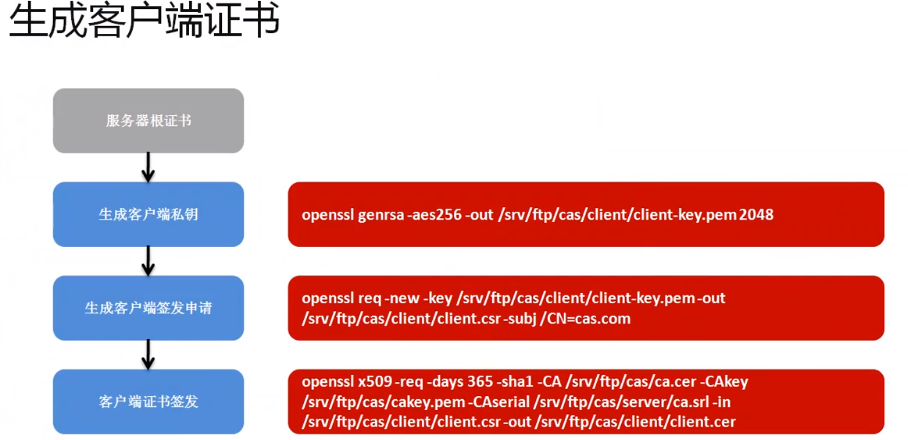 生成客户端证书
服务器根证书
生成客户端私钥
openssl genrsa -aes256 -out /srv/ftp/cas/client/client-key.pem 2048
生成客户端签发申请
openssl req -new -key /srv/ftp/cas/client/client-key.pem -out
/srv/ftp/cas/client/client.csr -subj /CN=cas.com
客户端证书签发
openssl x509 -req -days 365 -sha1 -CA /srv/ftp/cas/ca.cer -CAkey
/srv/ftp/cas/cakey.pem -CAserial /srv/ftp/cas/server/ca.srl -in
/srv/ftp/cas/client/client.csr -out /srv/ftp/cas/client/client.cer